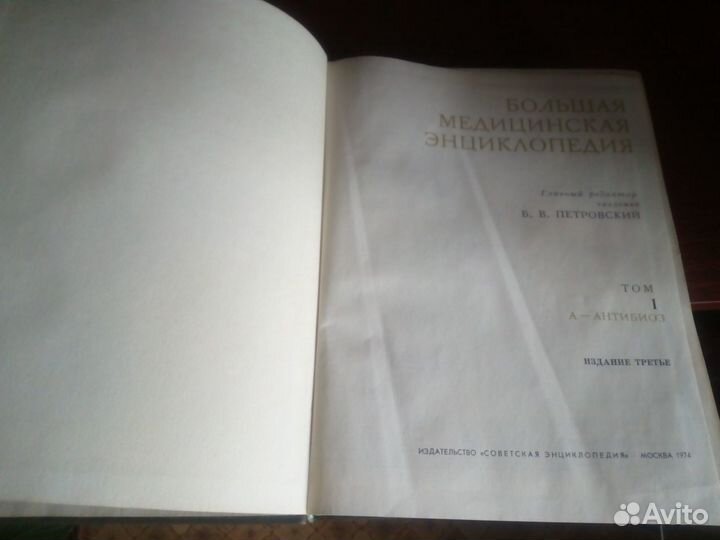 БОЛЬШАЯ
МЕДИЦИНСКАЯ
ЭНЦИКЛОПЕДИЯ
Главный редактор
академик
Б. В. ПЕТРОВСКИЙ
ТОМ
1
А — АНТИБИОЗ
ИЗДАНИЕ ТРЕТЬЕ
ИЗДАТЕЛЬСТВО «СОВЕТСКАЯ ЭНЦИКЛОПЕДИЯ» МОСКВА 1974
Avito